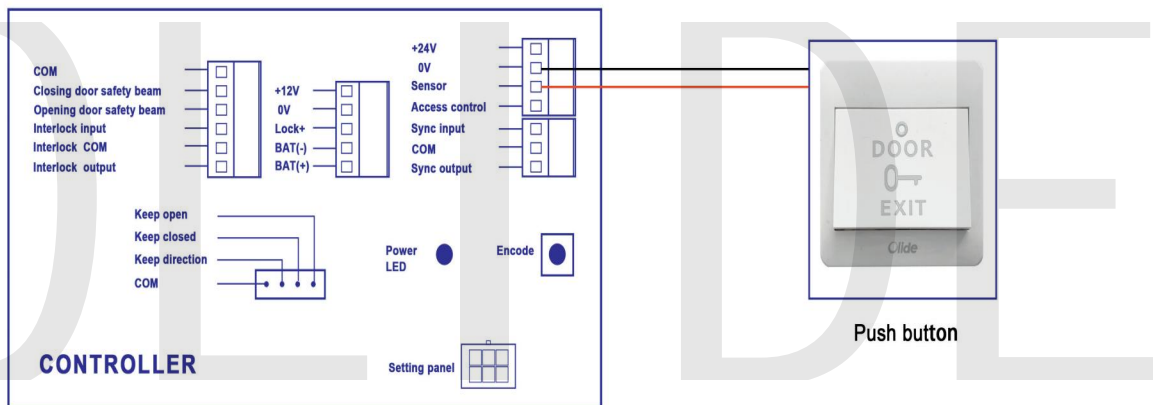 COM
Closing door safety beam
Opening door safety beam
Interlock input
Interlock COM
Interlock output
+12V
0V
Lock+
BAT(-)
BAT(+)
+24V
0V
Sensor
Access control
Sync input
COM
Sync output
Keep open
Keep closed
Keep direction
COM
Power
LED
Encode
CONTROLLER
Setting panel
DOOR
EXIT
Olide
Push button
OLIDE